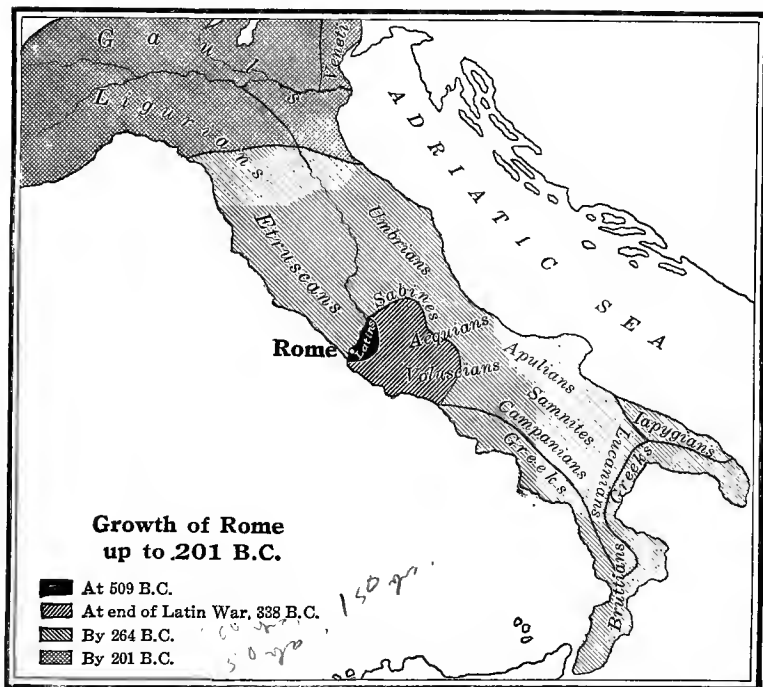 Gauls
Veneti
Ligurians
ADRIATIC SEA
Etruscans
Umbrians
Sabines
Rome
Latins
Aequians
Volscians
Apulians
Samnites
Campanians
Greeks
Lucanians
Greeks
Iapygians
Bruttians
Growth of Rome
up to 201 B.C.
At 509 B.C.
At end of Latin War, 338 B.C.
By 264 B.C.
By 201 B.C.
150 yrs.